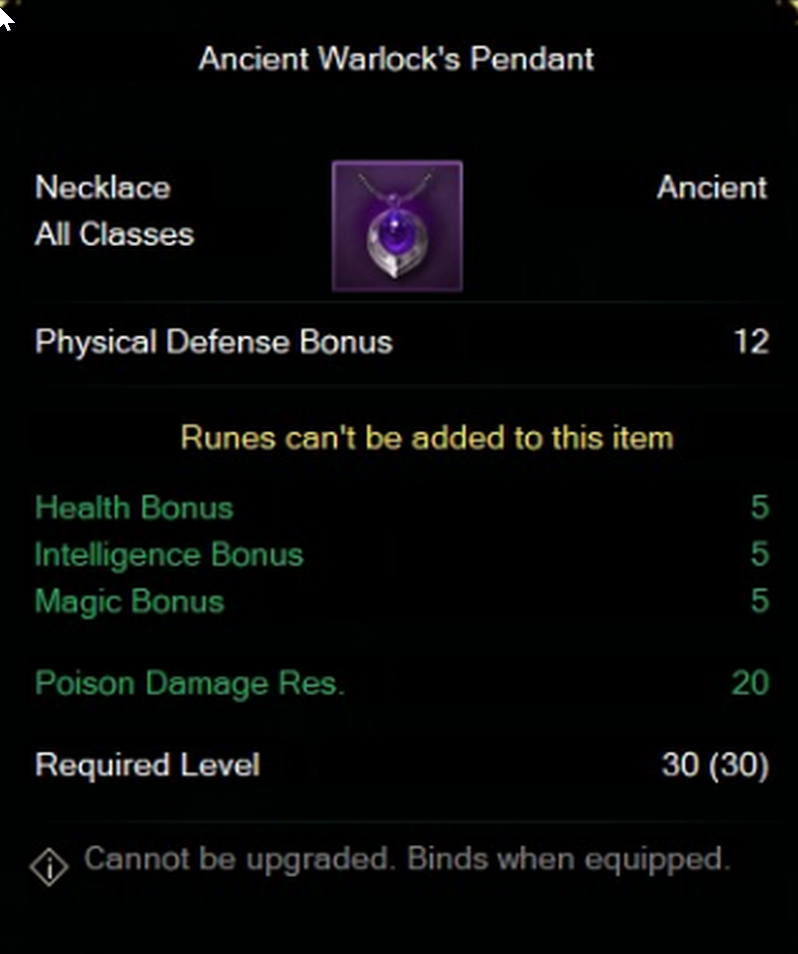 Ancient Warlock's Pendant
Necklace
Ancient
All Classes
Physical Defense Bonus 12
Runes can't be added to this item
Health Bonus 5
Intelligence Bonus 5
Magic Bonus 5
Poison Damage Res. 20
Required Level 30 (30)
Cannot be upgraded. Binds when equipped.